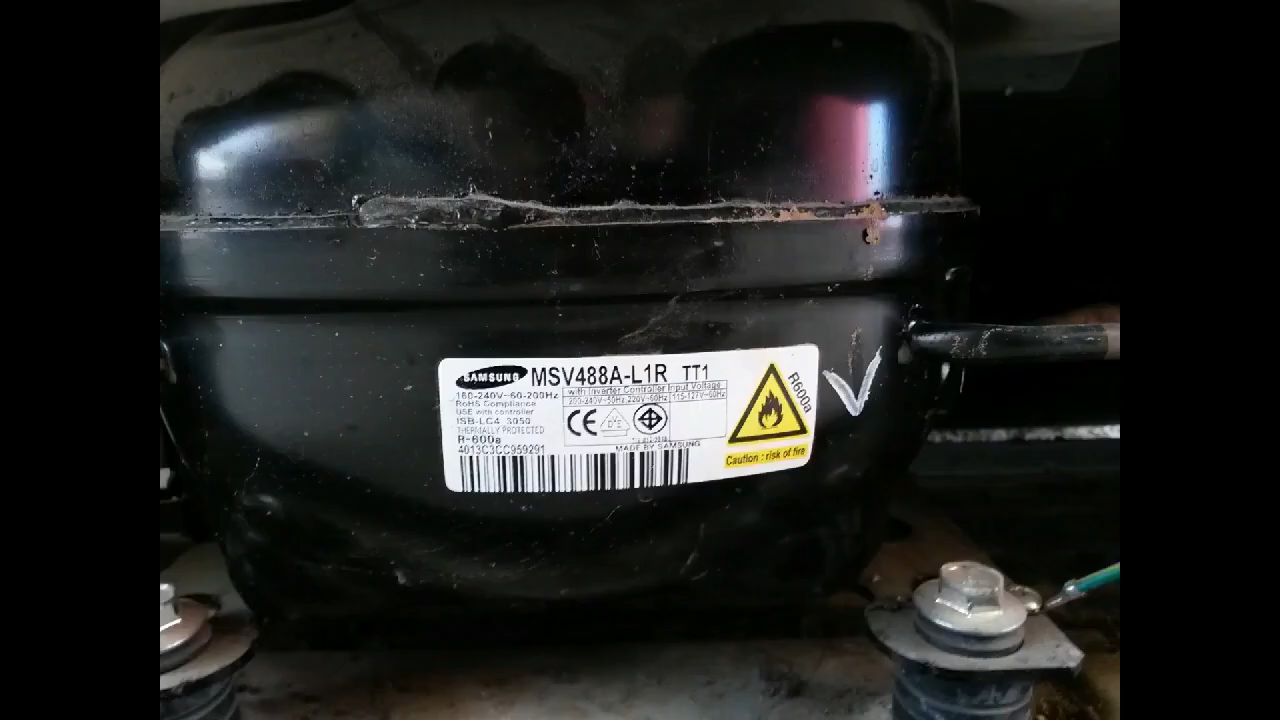 SAMSUNG MSV488A-L1R TT1
160-240V~60-200Hz
RoHS Compliance
USE with controller
ISB-LC4 3050
THERMALLY PROTECTED
R-600a
4013C3CC959291
with Inverter Controller Input Voltage
200-240V~50Hz,220V~60Hz 115-127V~60Hz
CE
MADE BY SAMSUNG
R600a
Caution : risk of fire